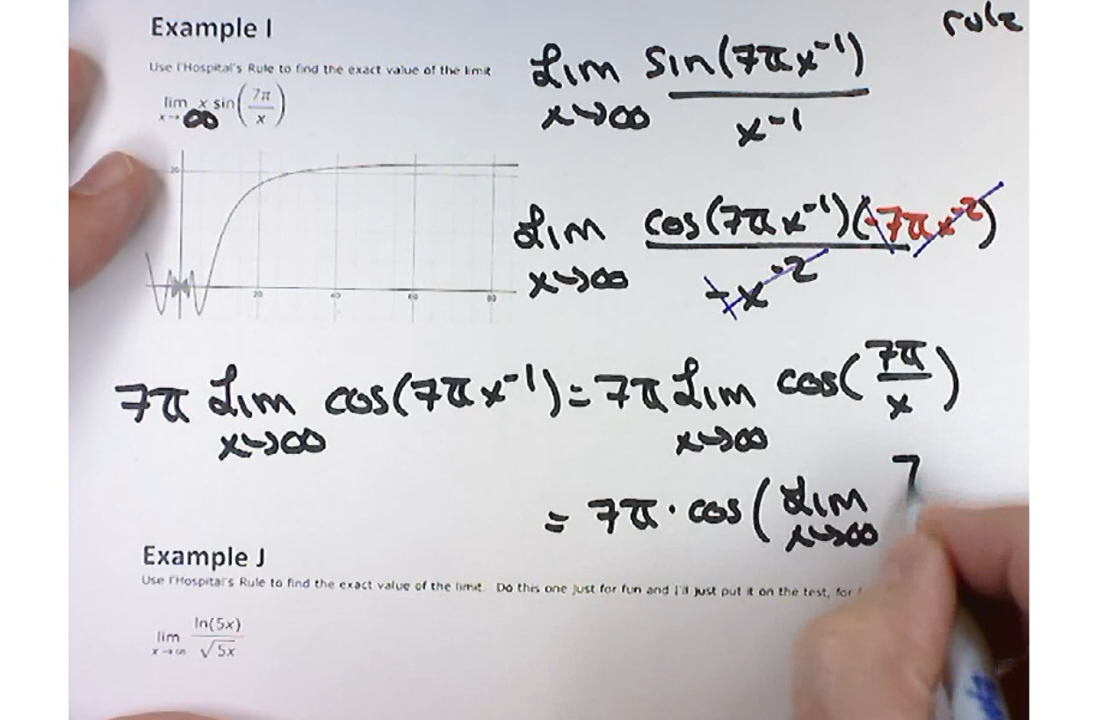 rule
Example I
Use l'Hospital's Rule to find the exact value of the limit
lim x→∞ x sin(7π/x)
20
20 40 60 80
Lim x→∞ sin(7πx⁻¹) / x⁻¹
Lim x→∞ cos(7πx⁻¹)(-7πx⁻²) / -x⁻²
7π Lim x→∞ cos(7πx⁻¹) = 7π Lim x→∞ cos(7π/x)
= 7π · cos( Lim x→∞ 7
Example J
Use l'Hospital's Rule to find the exact value of the limit. Do this one just for fun and I'll just put it on the test, for
lim x→∞ ln(5x) / √5x